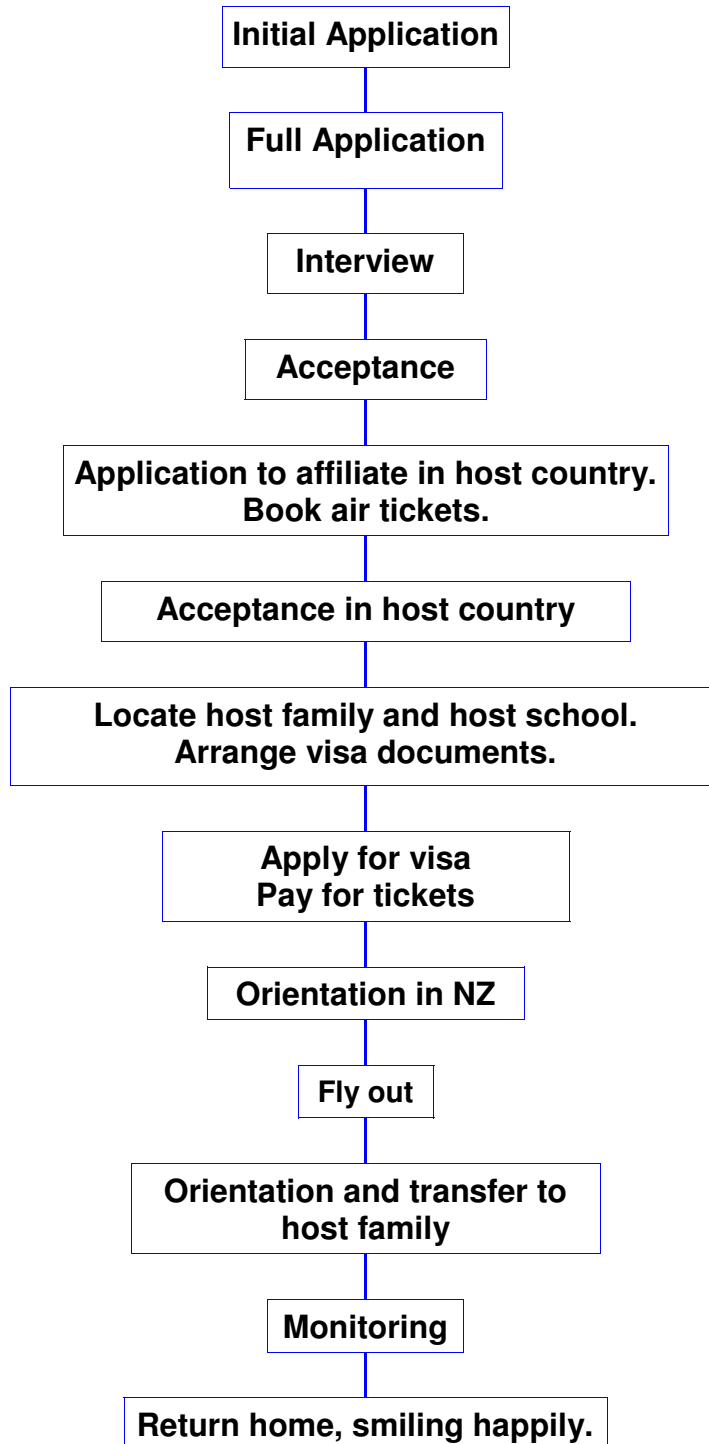 Initial Application
Full Application
Interview
Acceptance
Application to affiliate in host country.
Book air tickets.
Acceptance in host country
Locate host family and host school.
Arrange visa documents.
Apply for visa
Pay for tickets
Orientation in NZ
Fly out
Orientation and transfer to
host family
Monitoring
Return home, smiling happily.